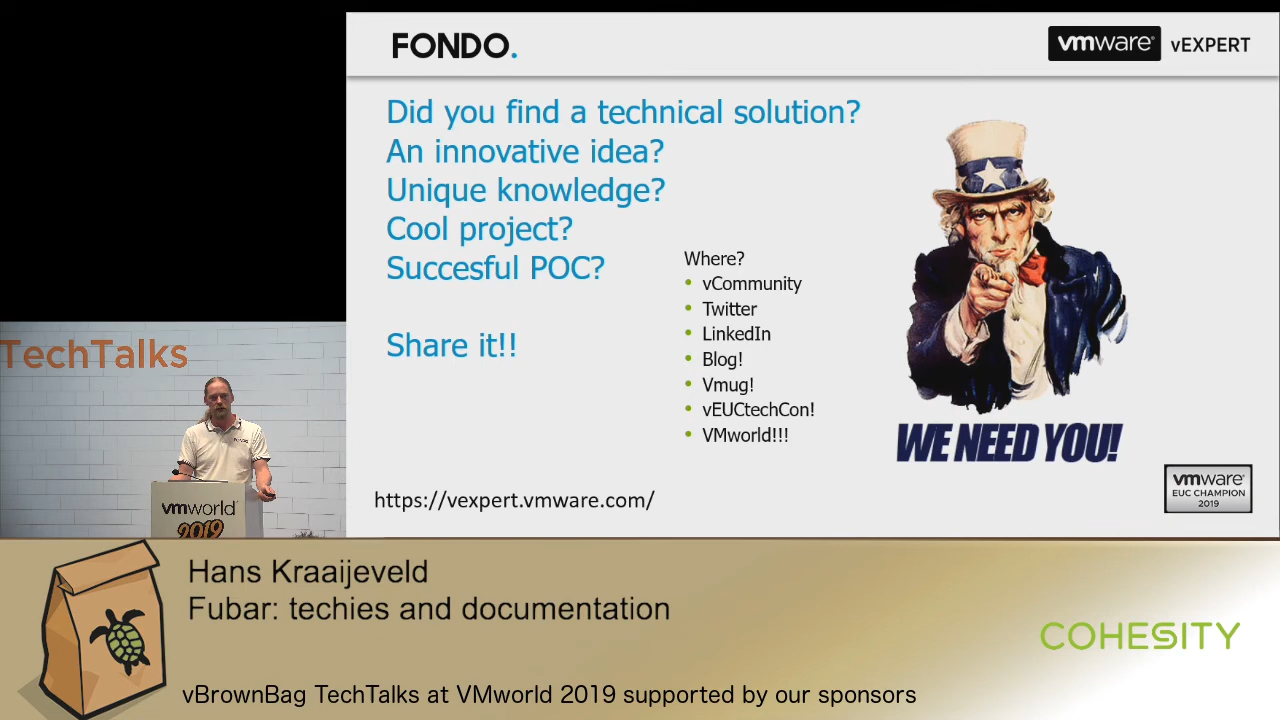 FONDO.
vmware® vEXPERT
Did you find a technical solution?
An innovative idea?
Unique knowledge?
Cool project?
Succesful POC?
Share it!!
Where?
• vCommunity
• Twitter
• LinkedIn
• Blog!
• Vmug!
• vEUCtechCon!
• VMworld!!!
WE NEED YOU!
https://vexpert.vmware.com/
vmware®
EUC CHAMPION
2019
TechTalks
FONDO.
vmworld®
2019
Hans Kraaijeveld
Fubar: techies and documentation
COHESITY
vBrownBag TechTalks at VMworld 2019 supported by our sponsors